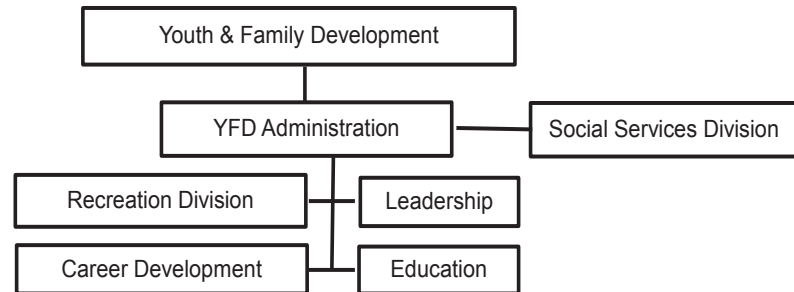 Youth & Family Development
YFD Administration
Social Services Division
Recreation Division
Leadership
Career Development
Education